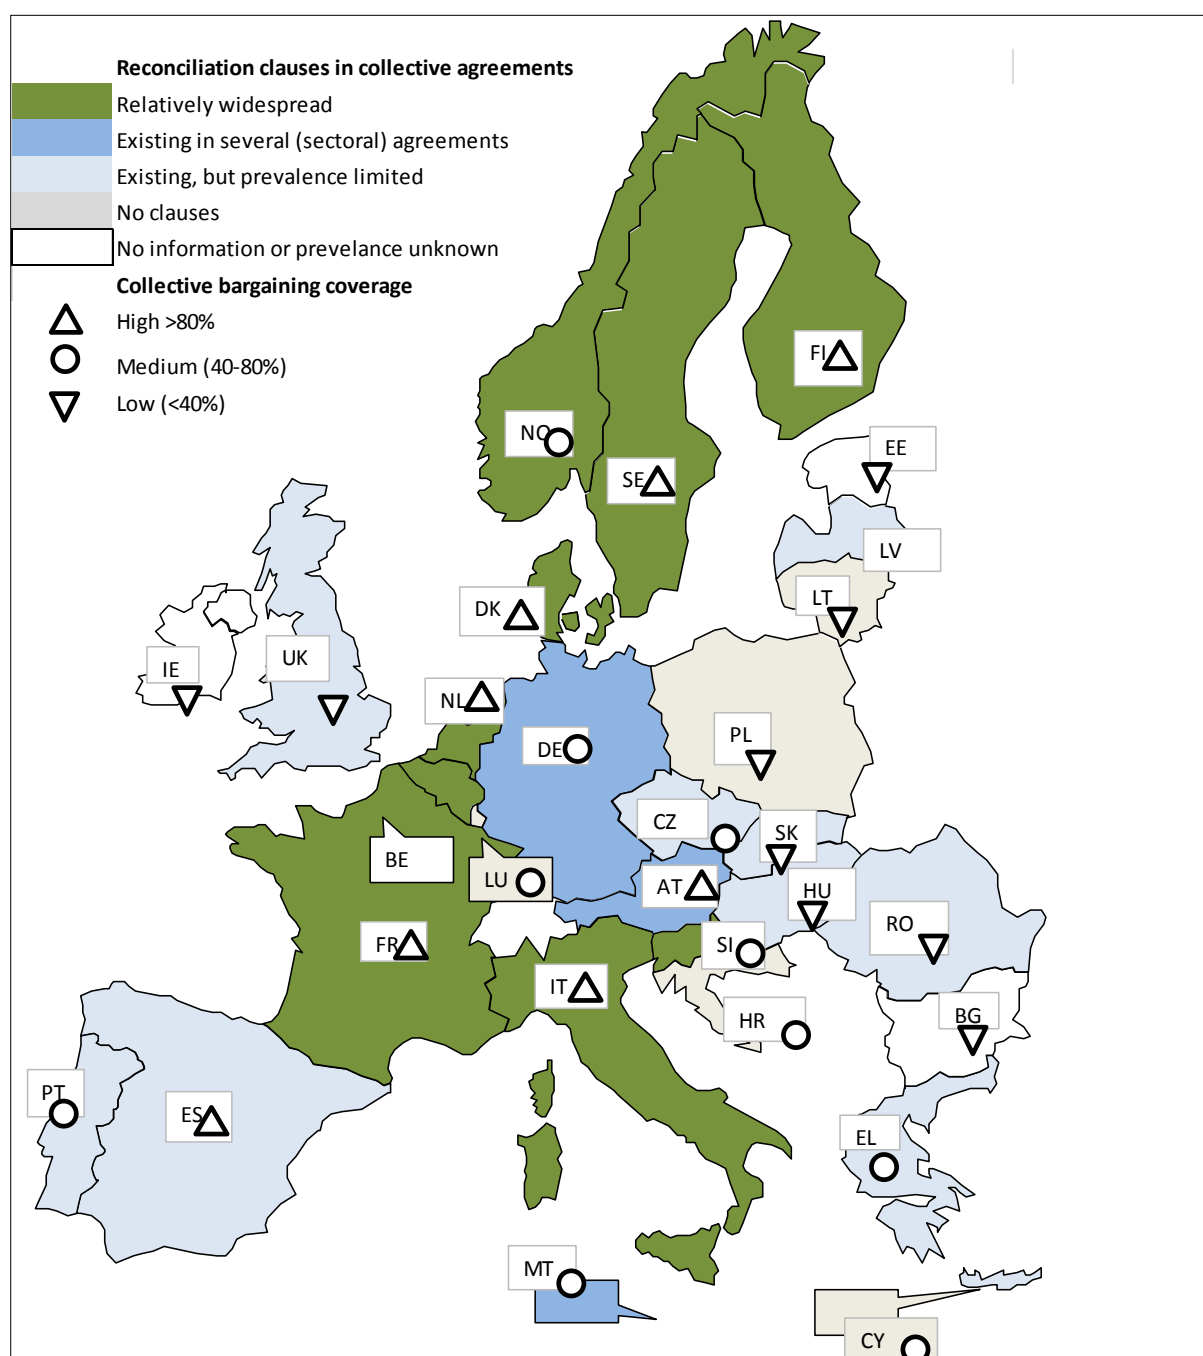 Reconciliation clauses in collective agreements
Relatively widespread
Existing in several (sectoral) agreements
Existing, but prevalence limited
No clauses
No information or prevelance unknown
Collective bargaining coverage
High >80%
Medium (40-80%)
Low (<40%)
FI
NO
EE
SE
LV
LT
DK
IE
UK
NL
DE
PL
CZ
SK
BE
LU
AT
HU
FR
SI
RO
IT
HR
BG
PT
ES
EL
MT
CY